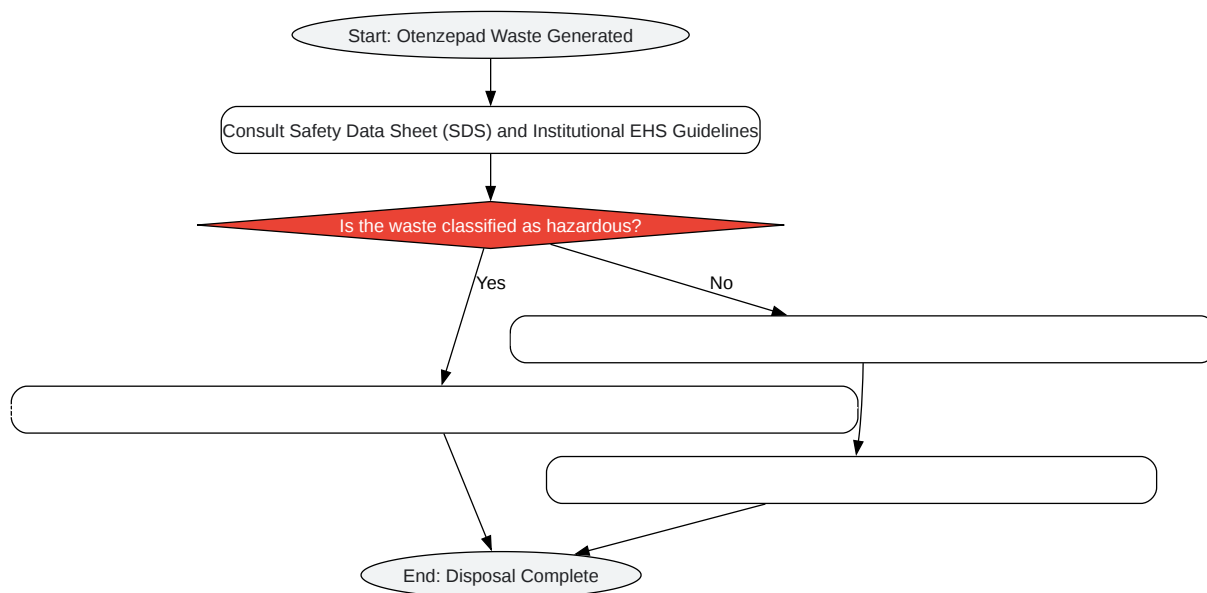 Start: Otenzepad Waste Generated
Consult Safety Data Sheet (SDS) and Institutional EHS Guidelines
Is the waste classified as hazardous?
Yes
No
End: Disposal Complete